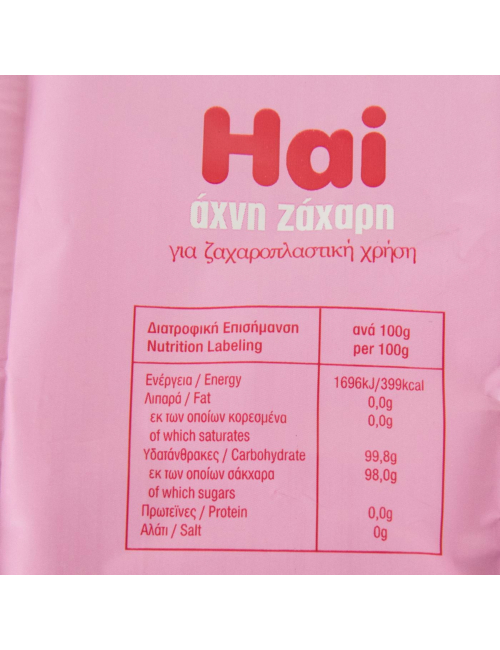 Hai
άχνη ζάχαρη
για ζαχαροπλαστική χρήση
Διατροφική Επισήμανση
Nutrition Labeling
ανά 100g
per 100g
Ενέργεια / Energy 1696kJ/399kcal
Λιπαρά / Fat 0,0g
εκ των οποίων κορεσμένα 0,0g
of which saturates
Υδατάνθρακες / Carbohydrate 99,8g
εκ των οποίων σάκχαρα 98,0g
of which sugars
Πρωτεΐνες / Protein 0,0g
Αλάτι / Salt 0g